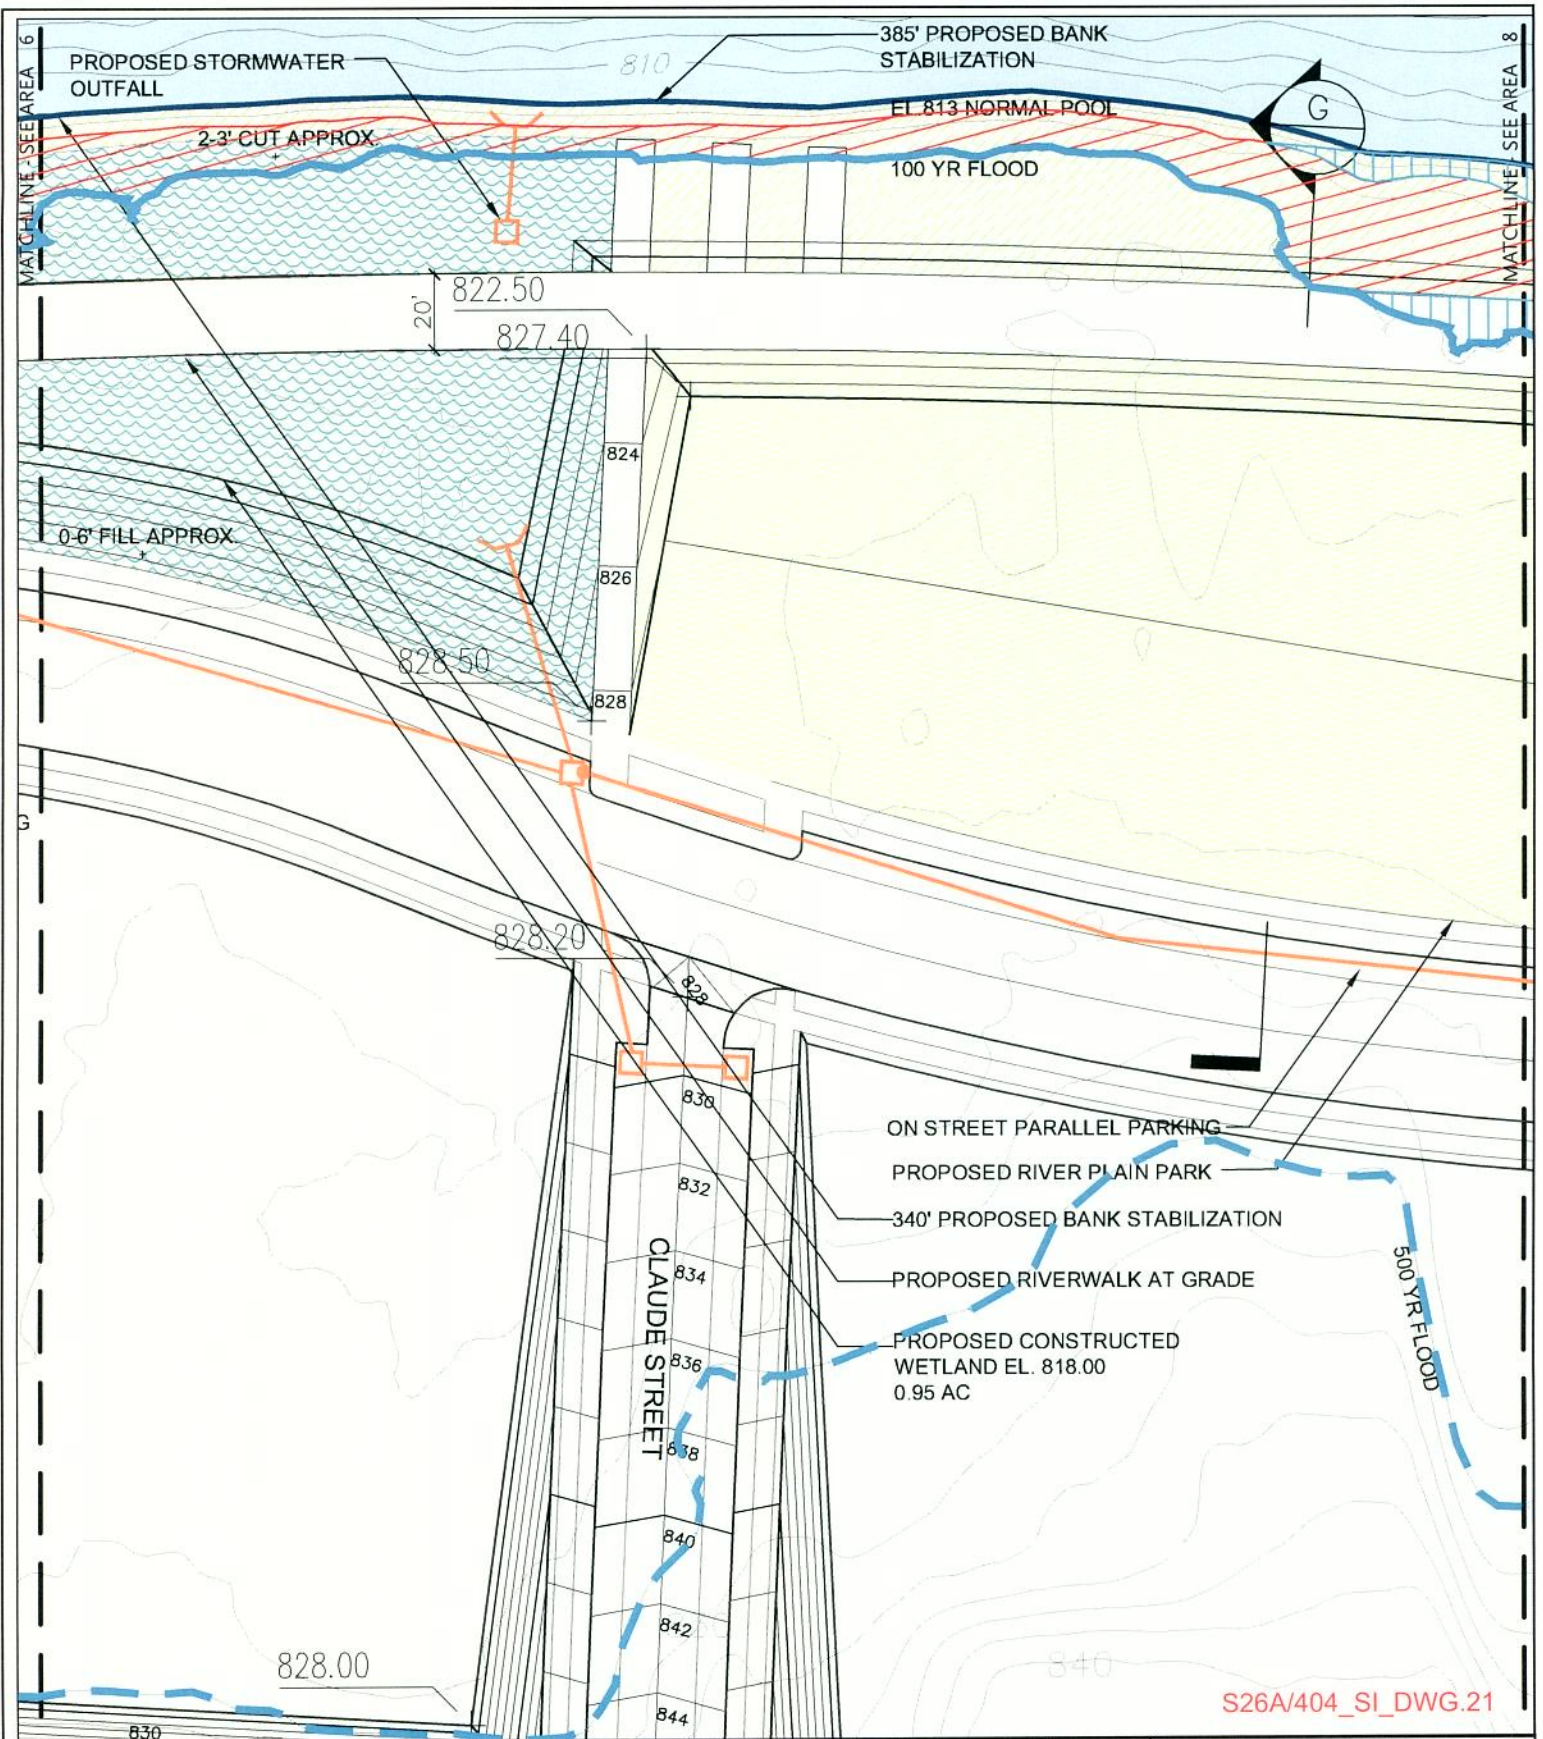 MATCHLINE - SEE AREA 6
PROPOSED STORMWATER
OUTFALL
810
385' PROPOSED BANK
STABILIZATION
MATCHLINE - SEE AREA 8
G
EL.813 NORMAL POOL
2-3' CUT APPROX.
100 YR FLOOD
822.50
20'
827.40
824
0-6' FILL APPROX.
826
828.50
828
G
828.20
828
830
ON STREET PARALLEL PARKING
PROPOSED RIVER PLAIN PARK
832
340' PROPOSED BANK STABILIZATION
CLAUDE STREET
834
PROPOSED RIVERWALK AT GRADE
500 YR FLOOD
PROPOSED CONSTRUCTED
WETLAND EL. 818.00
0.95 AC
836
838
840
842
828.00
840
844
S26A/404_SI_DWG.21
830